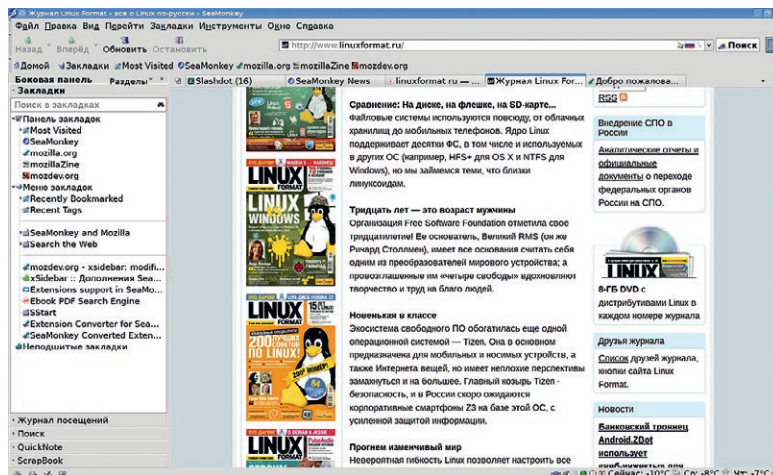 Журнал Linux Format - все о Linux по-русски - SeaMonkey
Файл Правка Вид Перейти Закладки Инструменты Окно Справка
Назад Вперёд Обновить Остановить
http://www.linuxformat.ru/
Поиск
Домой Закладки Most Visited SeaMonkey mozilla.org mozillaZine mozdev.org
Боковая панель Разделы
Slashdot (16) SeaMonkey News linuxformat ru — ... Журнал Linux For... Добро пожалова...
Закладки
Поиск в закладках
Панель закладок
Most Visited
SeaMonkey
mozilla.org
mozillaZine
mozdev.org
Меню закладок
Recently Bookmarked
Recent Tags
SeaMonkey and Mozilla
Search the Web
mozdev.org - xsidebar: modifi...
xSidebar :: Дополнения Sea...
Extensions support in SeaMo...
Ebook PDF Search Engine
SStart
Extension Converter for Sea...
SeaMonkey Converted Exten...
Неподшитые закладки
Журнал посещений
Поиск
QuickNote
ScrapBook
LINUX
FORMAT
LINUX
WINDOWS
LINUX
FORMAT
200 ЛУЧШИХ
СОВЕТОВ
ПО LINUX!
LINUX
Сравнение: На диске, на флешке, на SD-карте...
Файловые системы используются повсюду, от облачных
хранилищ до мобильных телефонов. Ядро Linux
поддерживает десятки ФС, в том числе и используемых
в других ОС (например, HFS+ для OS X и NTFS для
Windows), но мы займемся теми, что близки
линуксоидам.
Тридцать лет — это возраст мужчины
Организация Free Software Foundation отметила свое
тридцатилетие! Ее основатель, Великий RMS (он же
Ричард Столлмен), имеет все основания считать себя
одним из преобразователей мирового устройства; а
провозглашенные им «четыре свободы» вдохновляют
творчество и труд на благо людей.
Новенькая в классе
Экосистема свободного ПО обогатилась еще одной
операционной системой — Tizen. Она в основном
предназначена для мобильных и носимых устройств, а
также Интернета вещей, но имеет неплохие перспективы
замахнуться и на большее. Главный козырь Tizen -
безопасность, и в России скоро ожидаются
корпоративные смартфоны Z3 на базе этой ОС, с
усиленной защитой информации.
Прогнем изменчивый мир
Невероятная гибкость Linux позволяет настроить все
RSS
Внедрение СПО в
России
Аналитические отчеты и
официальные
документы о переходе
федеральных органов
России на СПО.
LINUX
8-ГБ DVD с
дистрибутивами Linux в
каждом номере журнала
Друзья журнала
Список друзей журнала,
кнопки сайта Linux
Format.
Новости
Банковский троянец
Android.ZBot
использует
Сейчас: -10°C Ср: -8°C Чт: -7°C